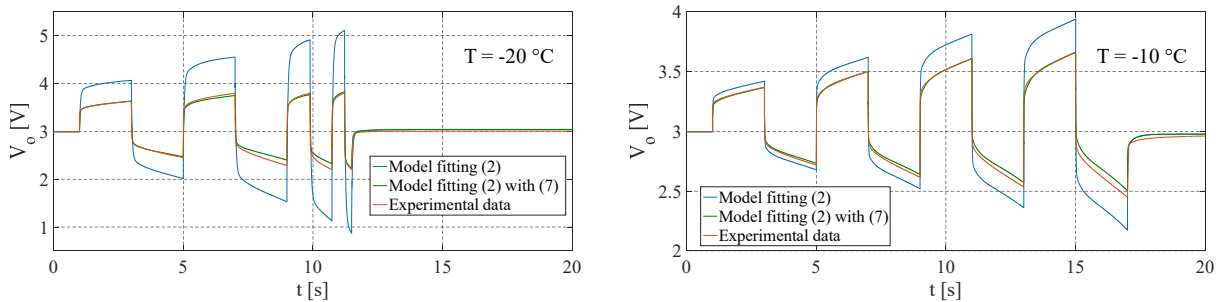 T = -20 °C
V_o [V]
5
4
3
2
1
Model fitting (2)
Model fitting (2) with (7)
Experimental data
0 5 10 15 20
t [s]
T = -10 °C
V_o [V]
4
3.5
3
2.5
2
Model fitting (2)
Model fitting (2) with (7)
Experimental data
0 5 10 15 20
t [s]